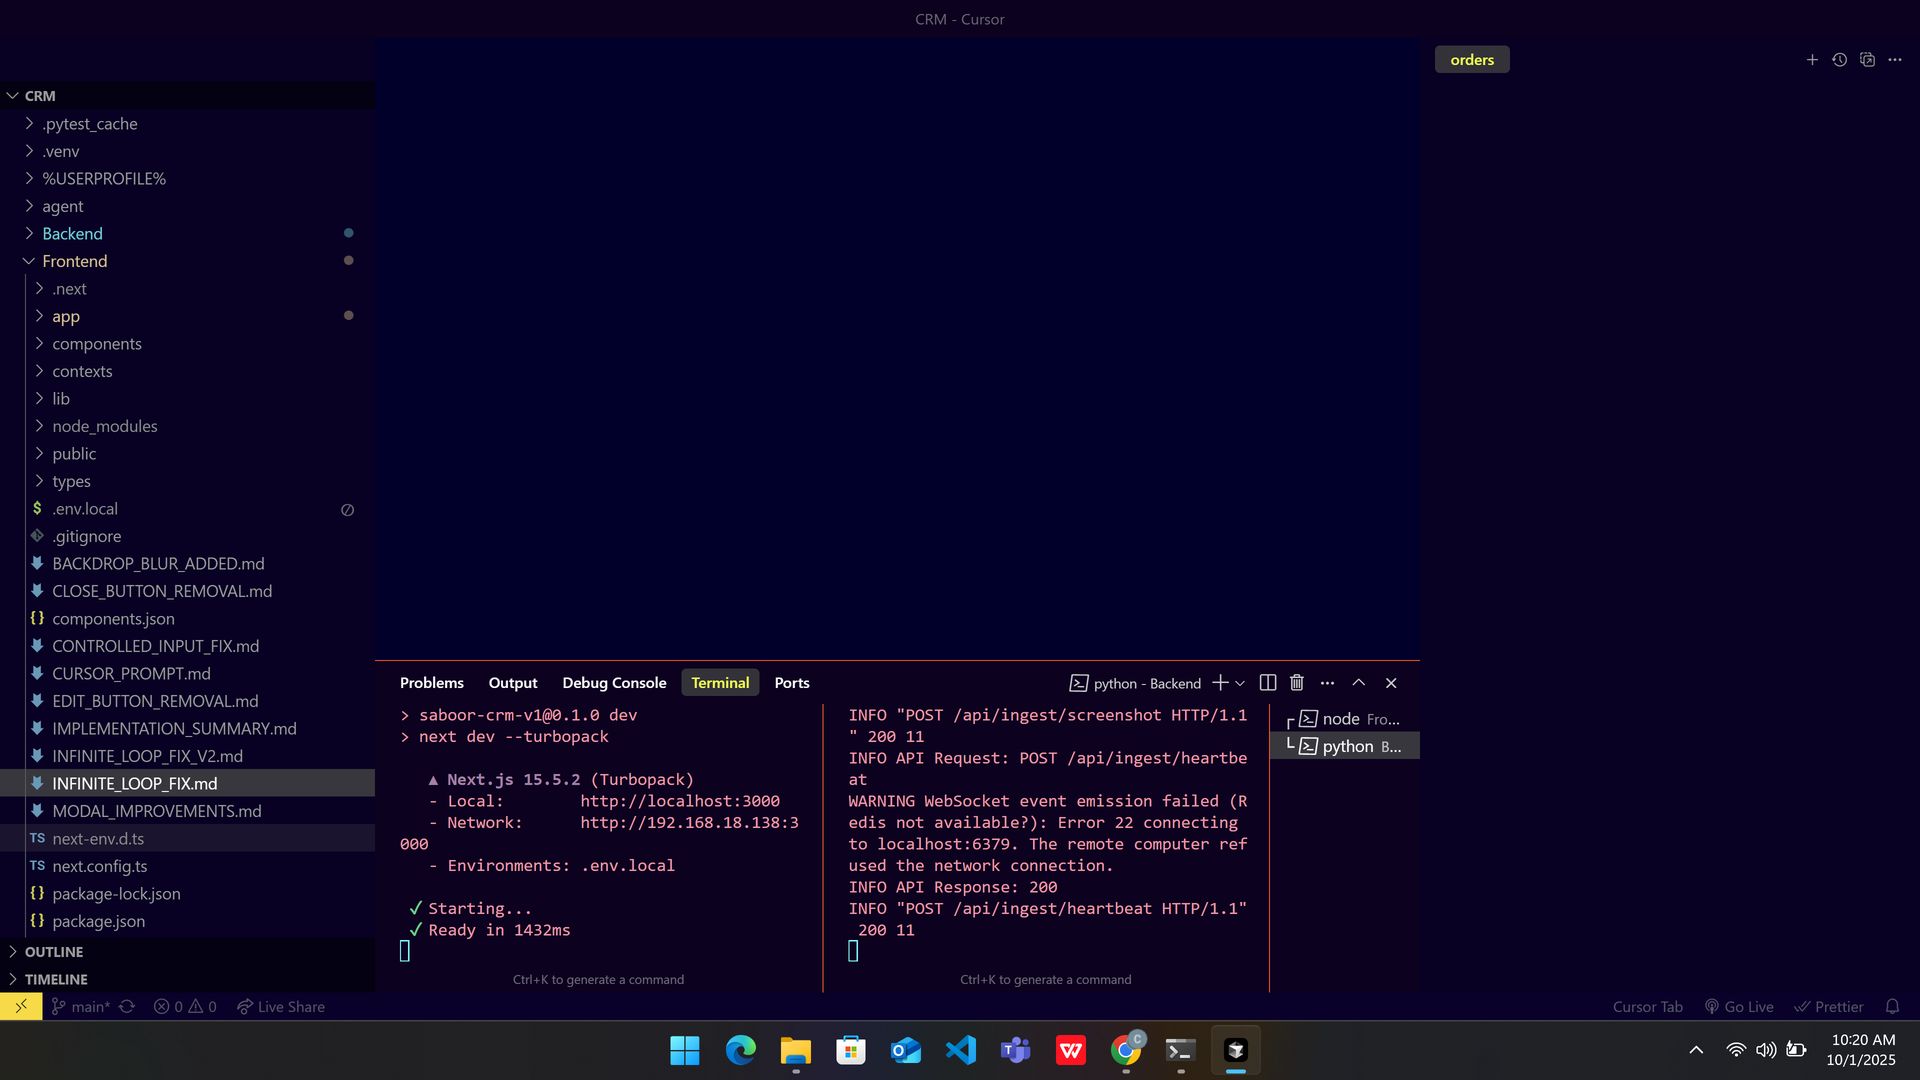 CRM - Cursor
CRM
.pytest_cache
.venv
%USERPROFILE%
agent
Backend
Frontend
.next
app
components
contexts
lib
node_modules
public
types
$ .env.local
.gitignore
BACKDROP_BLUR_ADDED.md
CLOSE_BUTTON_REMOVAL.md
{} components.json
CONTROLLED_INPUT_FIX.md
CURSOR_PROMPT.md
EDIT_BUTTON_REMOVAL.md
IMPLEMENTATION_SUMMARY.md
INFINITE_LOOP_FIX_V2.md
INFINITE_LOOP_FIX.md
MODAL_IMPROVEMENTS.md
TS next-env.d.ts
TS next.config.ts
{} package-lock.json
{} package.json
OUTLINE
TIMELINE
Problems Output Debug Console Terminal Ports
python - Backend
> saboor-crm-v1@0.1.0 dev
> next dev --turbopack
▲ Next.js 15.5.2 (Turbopack)
- Local: http://localhost:3000
- Network: http://192.168.18.138:3
000
- Environments: .env.local
✓ Starting...
✓ Ready in 1432ms
Ctrl+K to generate a command
INFO "POST /api/ingest/screenshot HTTP/1.1
" 200 11
INFO API Request: POST /api/ingest/heartbe
at
WARNING WebSocket event emission failed (R
edis not available?): Error 22 connecting
to localhost:6379. The remote computer ref
used the network connection.
INFO API Response: 200
INFO "POST /api/ingest/heartbeat HTTP/1.1"
200 11
Ctrl+K to generate a command
node Fro...
python B...
orders
main* 0 0 Live Share
Cursor Tab Go Live Prettier
C
T
W
10:20 AM
10/1/2025